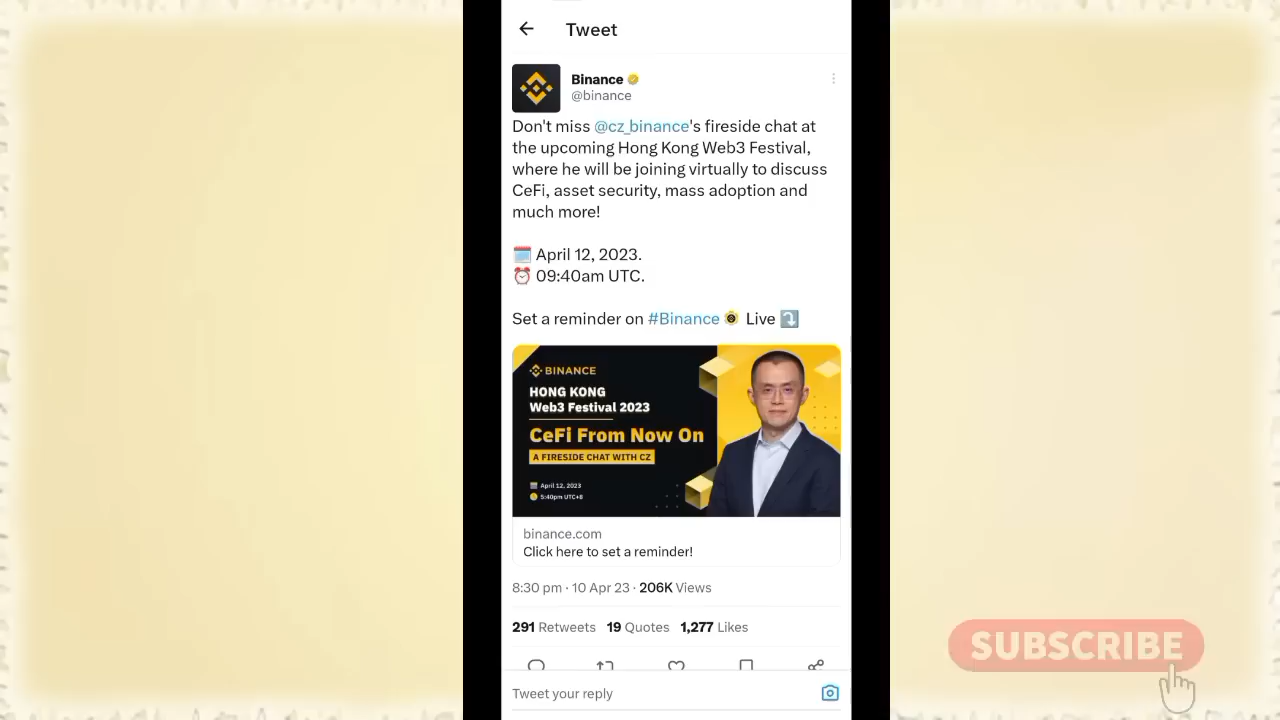 Tweet
Binance
@binance
Don't miss @cz_binance's fireside chat at
the upcoming Hong Kong Web3 Festival,
where he will be joining virtually to discuss
CeFi, asset security, mass adoption and
much more!
🗓️ April 12, 2023.
⏰ 09:40am UTC.
Set a reminder on #Binance Live ⤵️
BINANCE
HONG KONG
Web3 Festival 2023
CeFi From Now On
A FIRESIDE CHAT WITH CZ
April 12, 2023
5:40pm UTC+8
binance.com
Click here to set a reminder!
8:30 pm · 10 Apr 23 · 206K Views
291 Retweets 19 Quotes 1,277 Likes
Tweet your reply
SUBSCRIBE